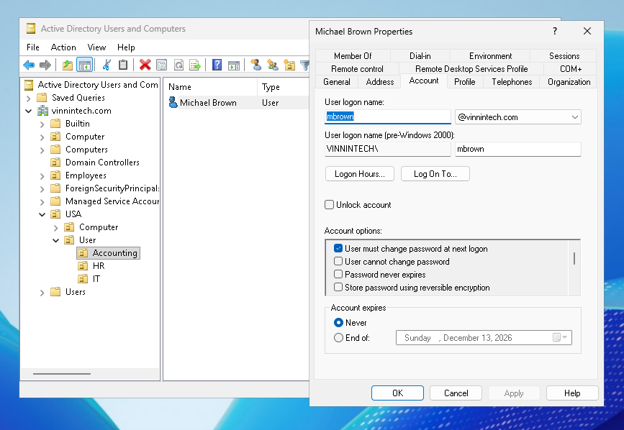 Active Directory Users and Computers
File Action View Help
Active Directory Users and Com
Saved Queries
vinnintech.com
Builtin
Computer
Computers
Domain Controllers
Employees
ForeignSecurityPrincipals
Managed Service Accour
USA
Computer
User
Accounting
HR
IT
Users
Name Type
Michael Brown User
Michael Brown Properties
Member Of Dial-in Environment Sessions
Remote control Remote Desktop Services Profile COM+
General Address Account Profile Telephones Organization
User logon name:
mbrown @vinnintech.com
User logon name (pre-Windows 2000):
VINNINTECH\ mbrown
Logon Hours... Log On To...
Unlock account
Account options:
User must change password at next logon
User cannot change password
Password never expires
Store password using reversible encryption
Account expires
Never
End of: Sunday , December 13, 2026
OK Cancel Apply Help